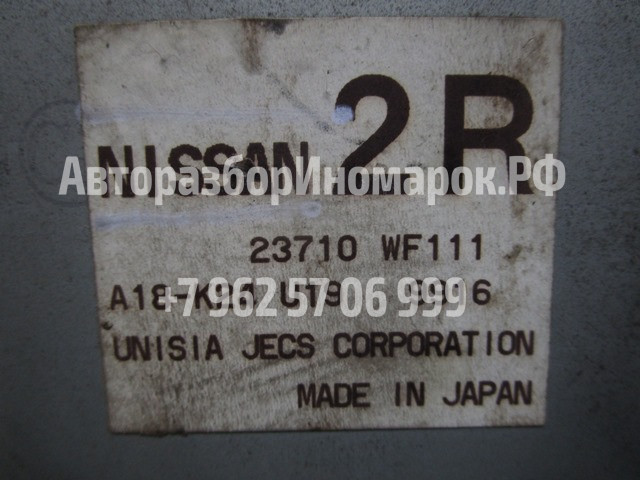 NISSAN 2R
АвторазборИномарок.РФ
23710 WF111
+7 962 57 06 999
UNISIA JECS CORPORATION
MADE IN JAPAN